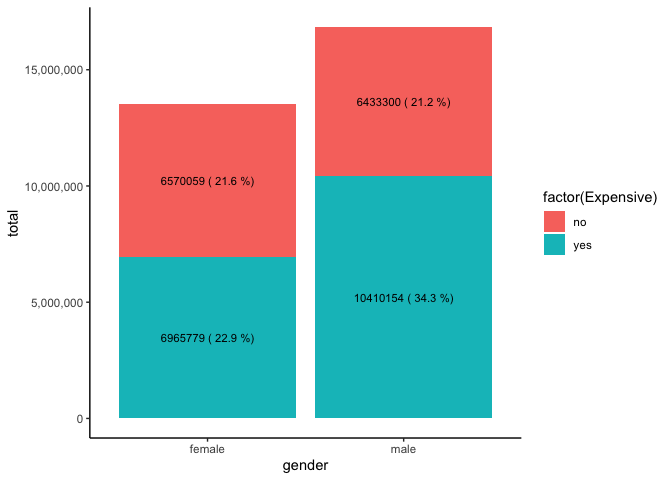 15,000,000
10,000,000
5,000,000
0
total
6433300 ( 21.2 %)
6570059 ( 21.6 %)
10410154 ( 34.3 %)
6965779 ( 22.9 %)
female
male
gender
factor(Expensive)
no
yes